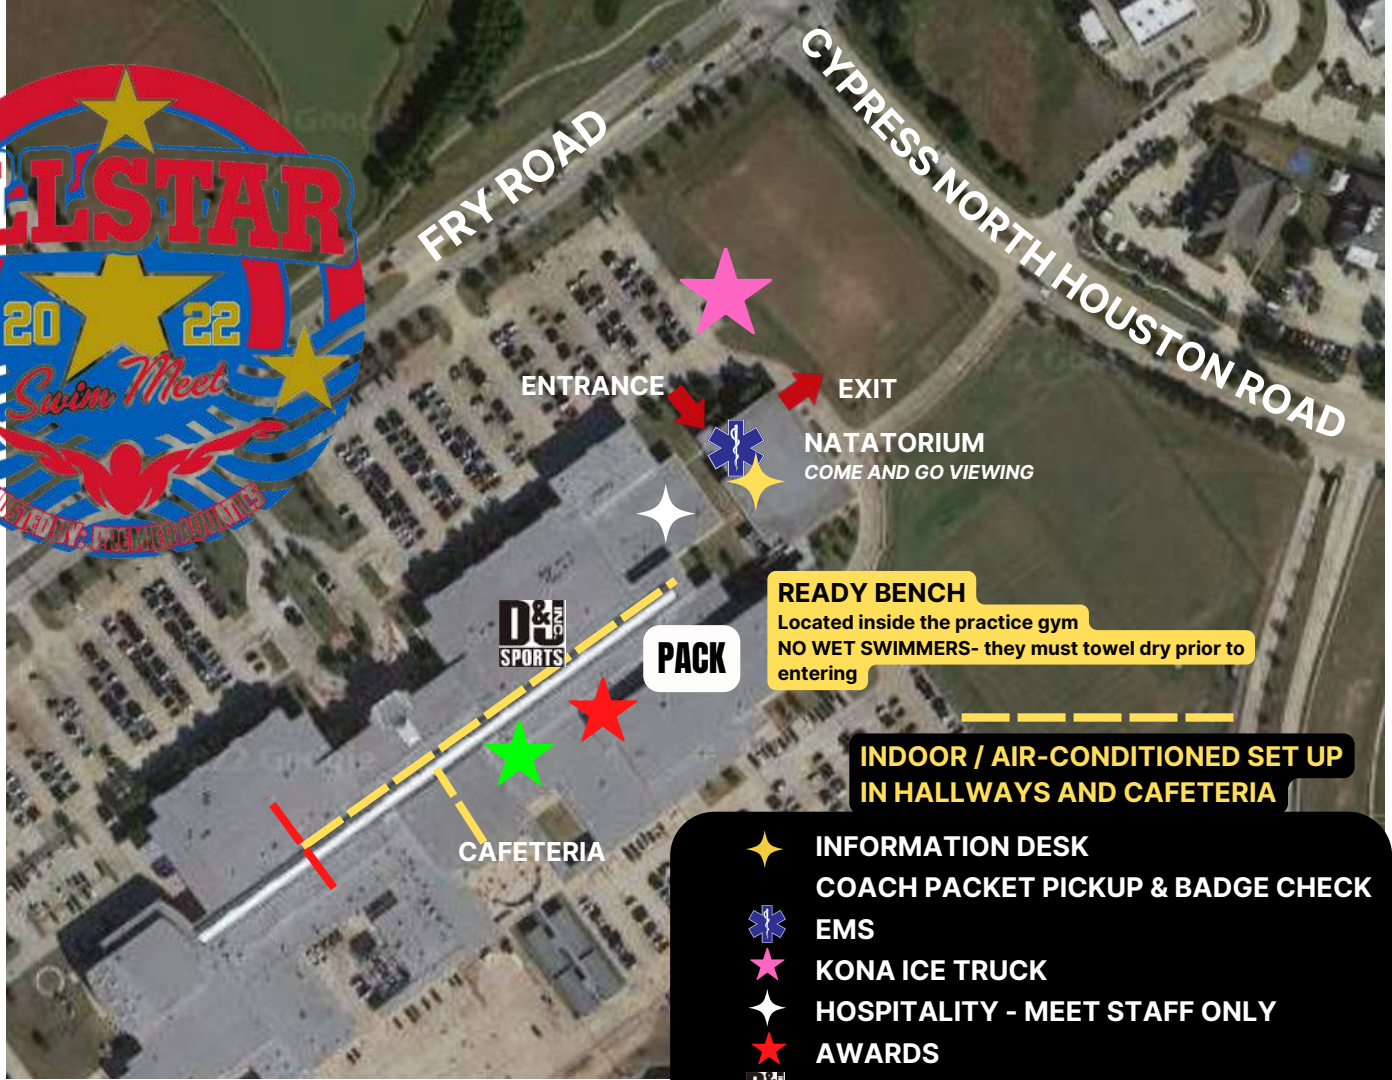 CYPRESS NORTH HOUSTON ROAD
FRY ROAD
LLSTAR
20 22
Swim Meet
HOSTED BY: PREMIER AQUATICS
ENTRANCE
EXIT
NATATORIUM
COME AND GO VIEWING
READY BENCH
Located inside the practice gym
NO WET SWIMMERS- they must towel dry prior to
entering
D&J INC.
SPORTS
PACK
CAFETERIA
INDOOR / AIR-CONDITIONED SET UP
IN HALLWAYS AND CAFETERIA
INFORMATION DESK
COACH PACKET PICKUP & BADGE CHECK
EMS
KONA ICE TRUCK
HOSPITALITY - MEET STAFF ONLY
AWARDS